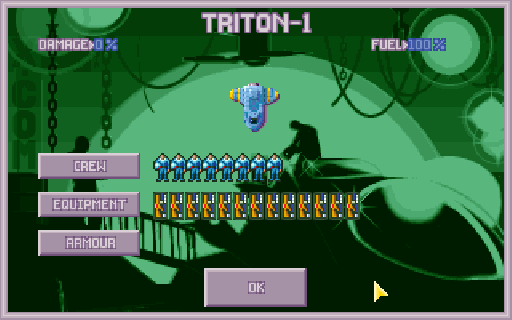 TRITON-1
DAMAGE>0%
FUEL>100%
CREW
EQUIPMENT
ARMOUR
OK